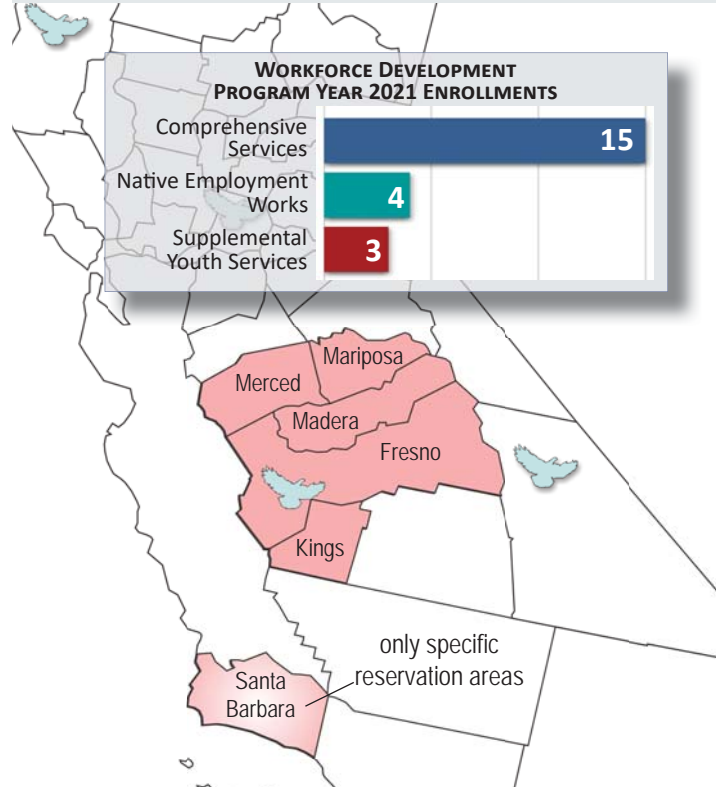 WORKFORCE DEVELOPMENT
PROGRAM YEAR 2021 ENROLLMENTS
Comprehensive
Services
15
Native Employment
Works
4
Supplemental
Youth Services
3
Mariposa
Merced
Madera
Fresno
Kings
only specific
reservation areas
Santa
Barbara